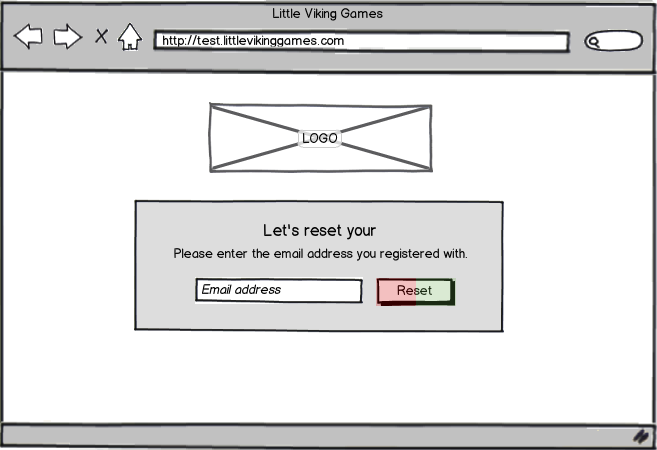 Little Viking Games
http://test.littlevikinggames.com
LOGO
Let's reset your
Please enter the email address you registered with.
Email address
Reset